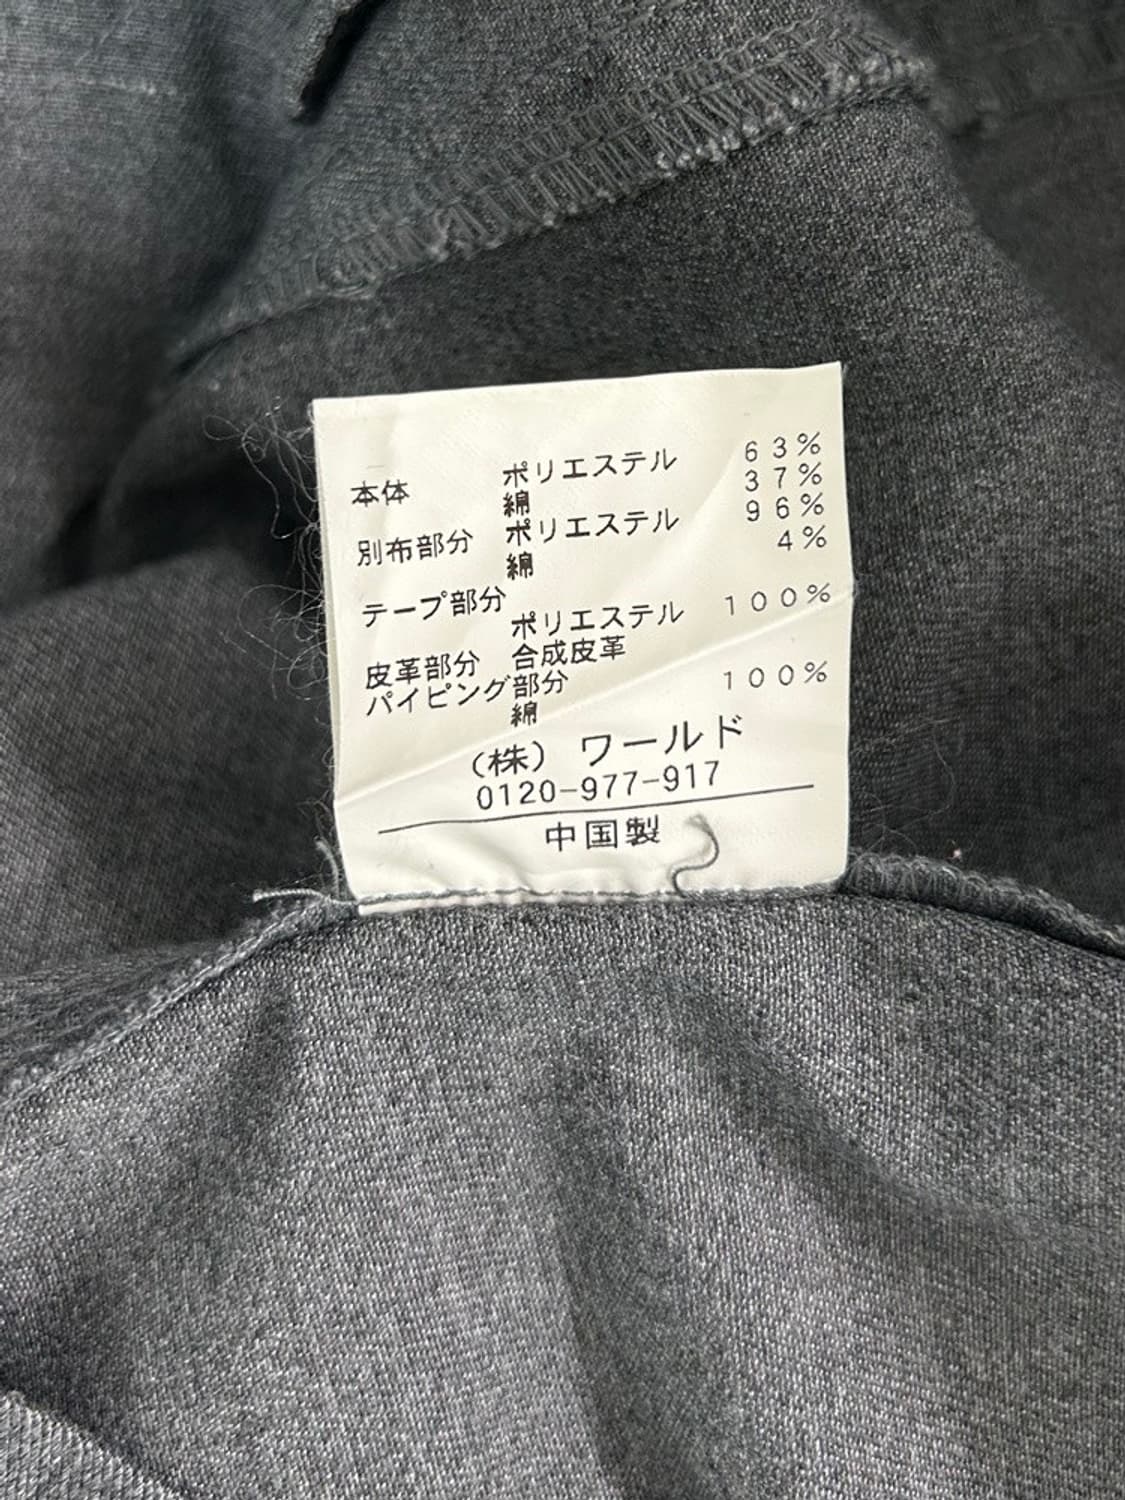 本体 ポリエステル 63%
綿 37%
別布部分 ポリエステル 96%
綿 4%
テープ部分
ポリエステル 100%
皮革部分 合成皮革
パイピング部分
綿 100%
(株) ワールド
0120-977-917
中国製